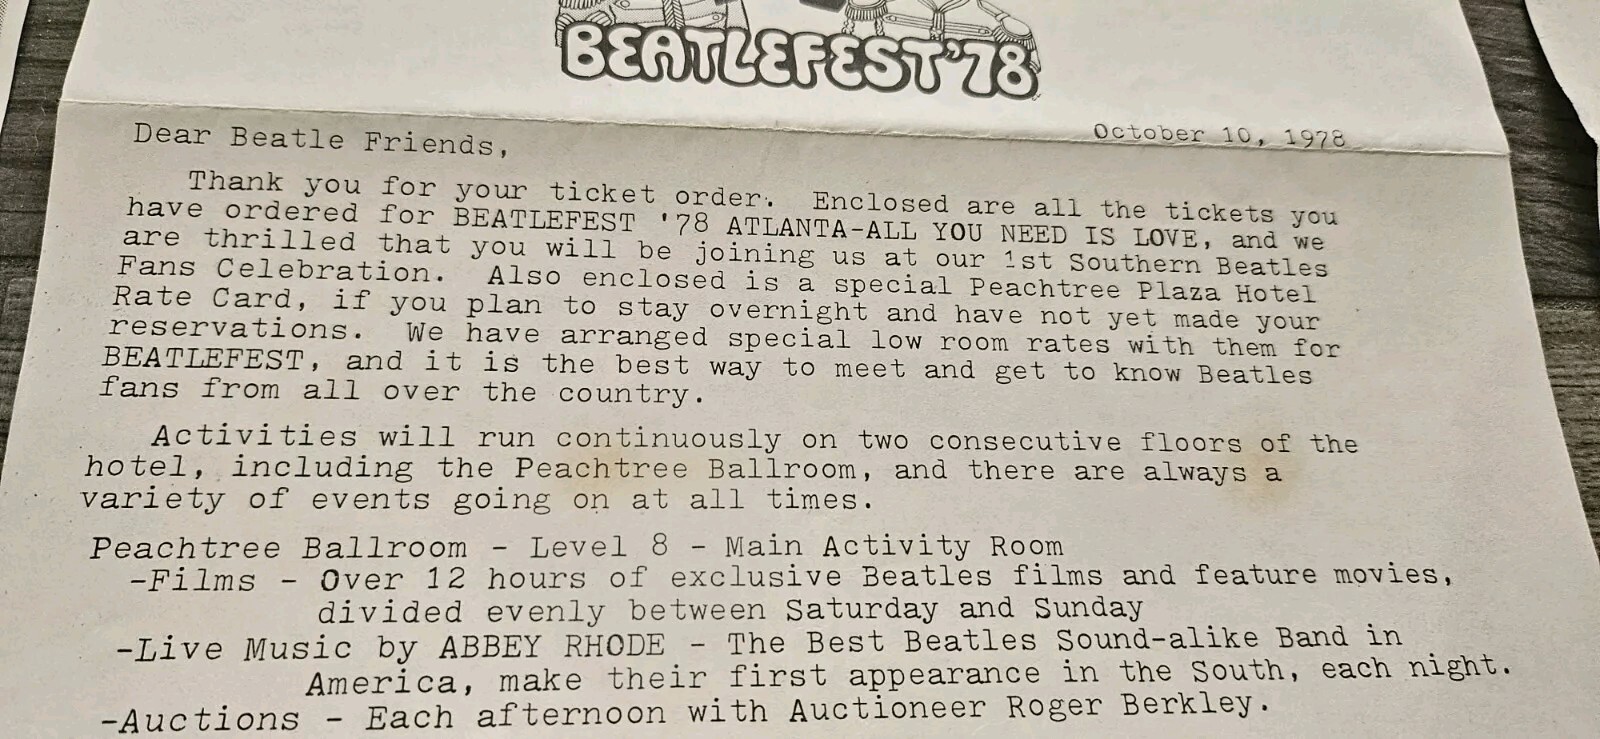 BEATLEFEST '78
October 10, 1978
Dear Beatle Friends,
Thank you for your ticket order. Enclosed are all the tickets you
have ordered for BEATLEFEST '78 ATLANTA-ALL YOU NEED IS LOVE, and we
are thrilled that you will be joining us at our 1st Southern Beatles
Fans Celebration. Also enclosed is a special Peachtree Plaza Hotel
Rate Card, if you plan to stay overnight and have not yet made your
reservations. We have arranged special low room rates with them for
BEATLEFEST, and it is the best way to meet and get to know Beatles
fans from all over the country.
Activities will run continuously on two consecutive floors of the
hotel, including the Peachtree Ballroom, and there are always a
variety of events going on at all times.
Peachtree Ballroom - Level 8 - Main Activity Room
-Films - Over 12 hours of exclusive Beatles films and feature movies,
divided evenly between Saturday and Sunday
-Live Music by ABBEY RHODE - The Best Beatles Sound-alike Band in
America, make their first appearance in the South, each night.
-Auctions - Each afternoon with Auctioneer Roger Berkley.